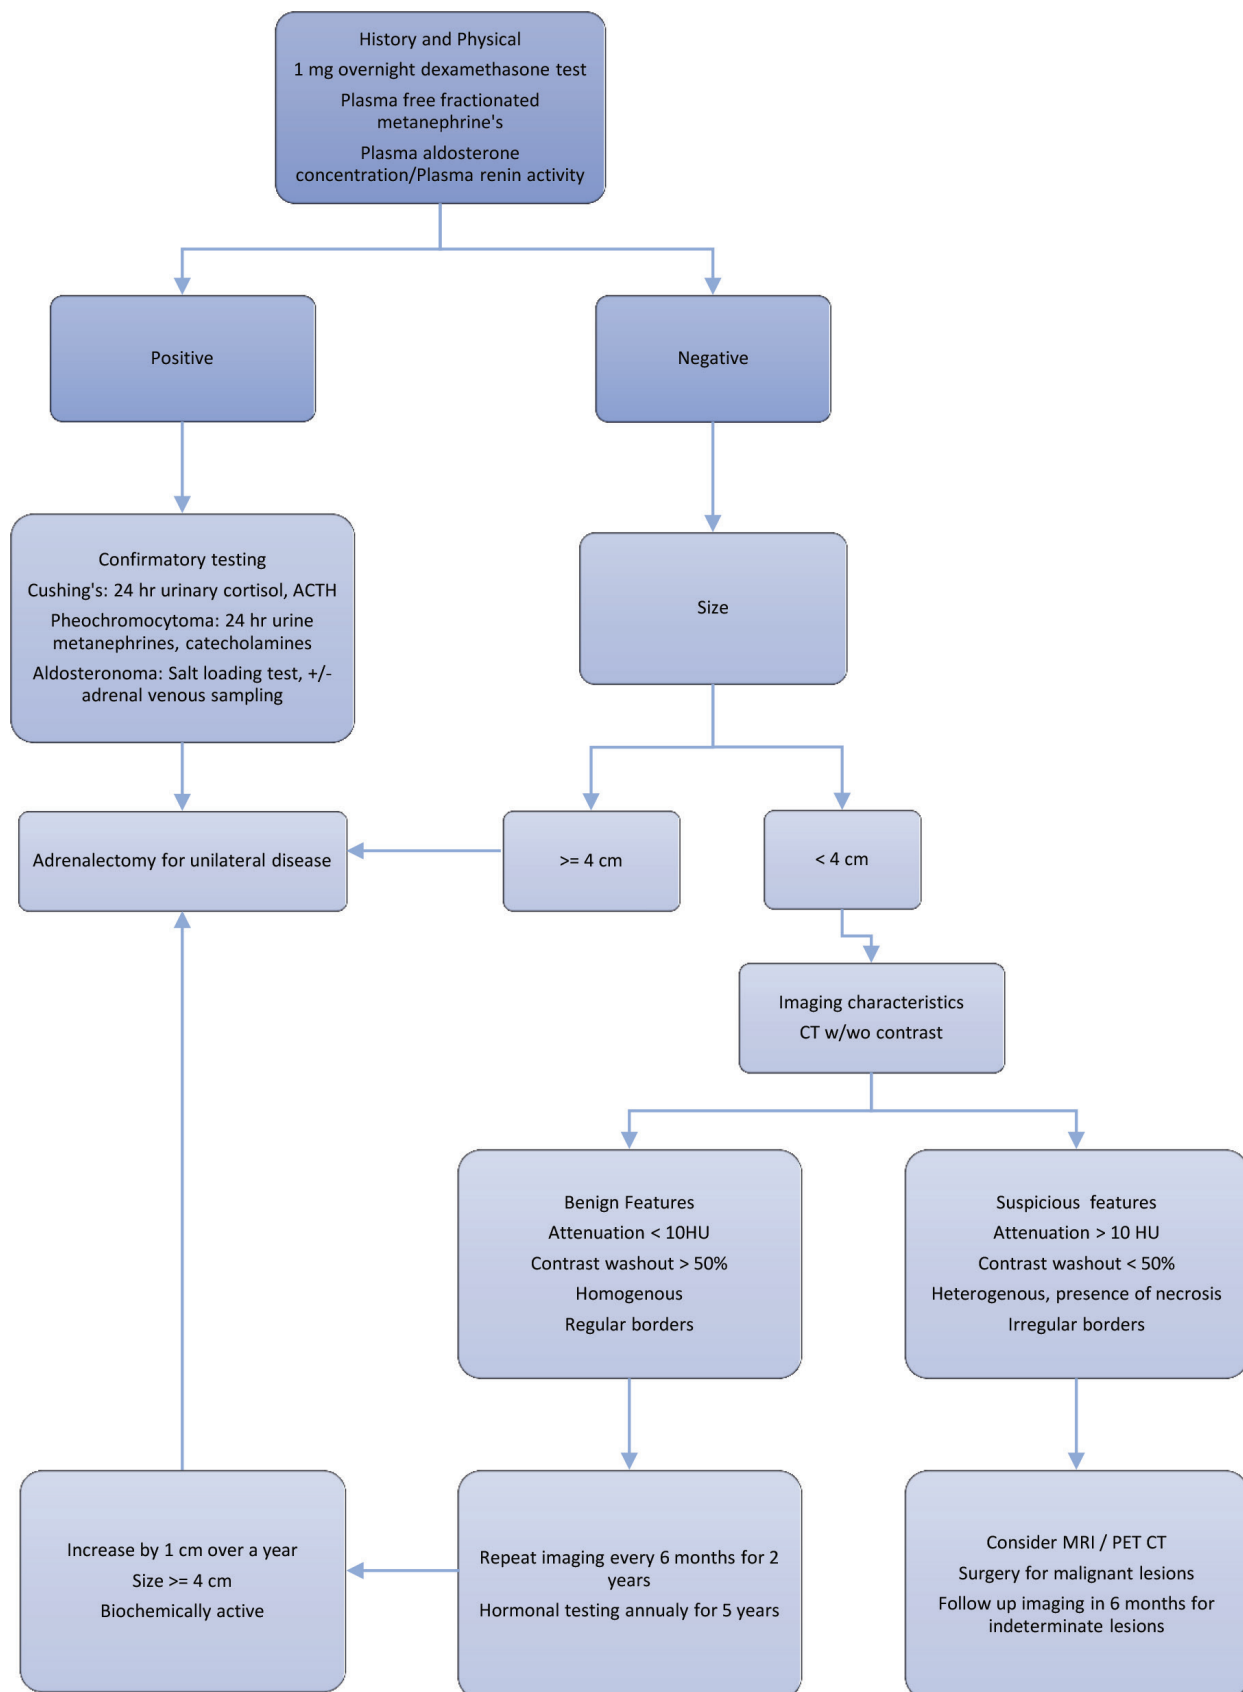 History and Physical
1 mg overnight dexamethasone test
Plasma free fractionated
metanephrine's
Plasma aldosterone
concentration/Plasma renin activity
Positive
Negative
Confirmatory testing
Cushing's: 24 hr urinary cortisol, ACTH
Pheochromocytoma: 24 hr urine
metanephrines, catecholamines
Aldosteronoma: Salt loading test, +/-
adrenal venous sampling
Size
Adrenalectomy for unilateral disease
>= 4 cm
< 4 cm
Imaging characteristics
CT w/wo contrast
Benign Features
Attenuation < 10HU
Contrast washout > 50%
Homogenous
Regular borders
Suspicious features
Attenuation > 10 HU
Contrast washout < 50%
Heterogenous, presence of necrosis
Irregular borders
Increase by 1 cm over a year
Size >= 4 cm
Biochemically active
Repeat imaging every 6 months for 2
years
Hormonal testing annualy for 5 years
Consider MRI / PET CT
Surgery for malignant lesions
Follow up imaging in 6 months for
indeterminate lesions